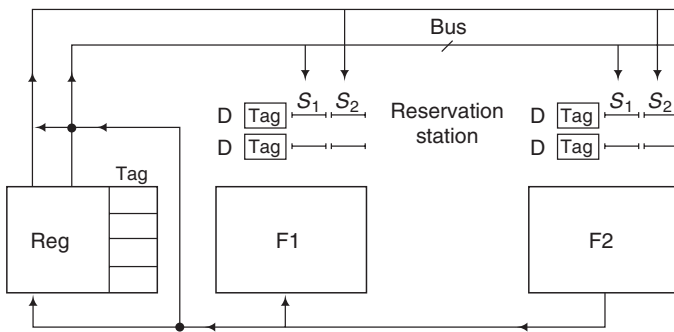 Bus
S1 S2
S1 S2
D Tag
D Tag
Reservation
station
D Tag
D Tag
Tag
Reg
F1
F2